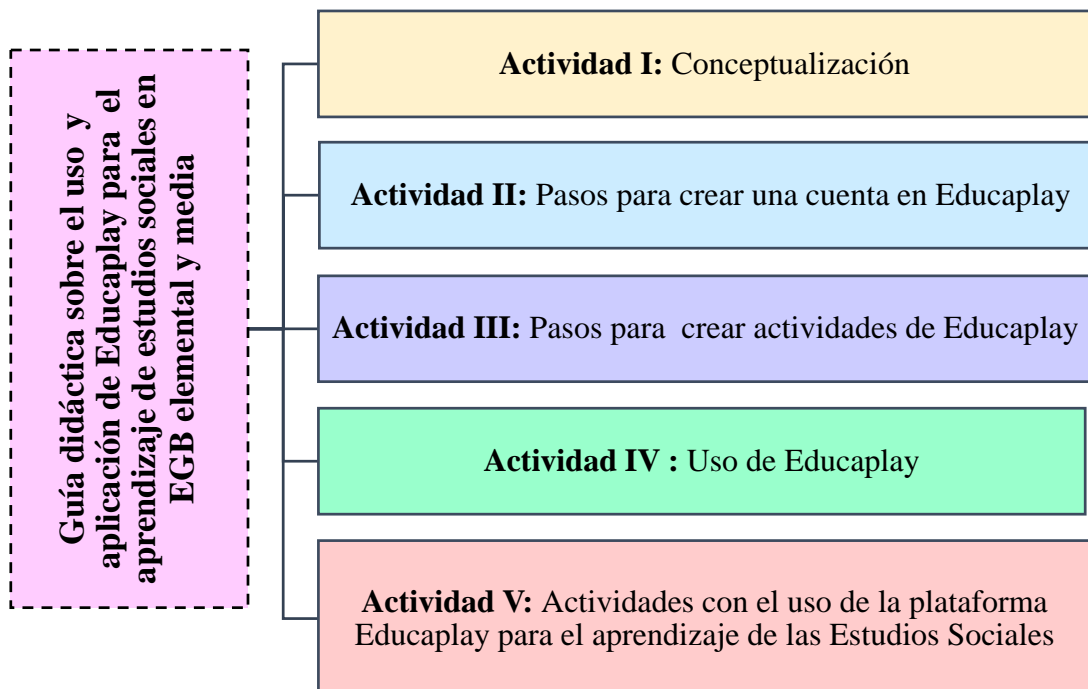 Guía didáctica sobre el uso y
aplicación de Educaplay para el
aprendizaje de estudios sociales en
EGB elemental y media
Actividad I: Conceptualización
Actividad II: Pasos para crear una cuenta en Educaplay
Actividad III: Pasos para crear actividades de Educaplay
Actividad IV : Uso de Educaplay
Actividad V: Actividades con el uso de la plataforma
Educaplay para el aprendizaje de las Estudios Sociales